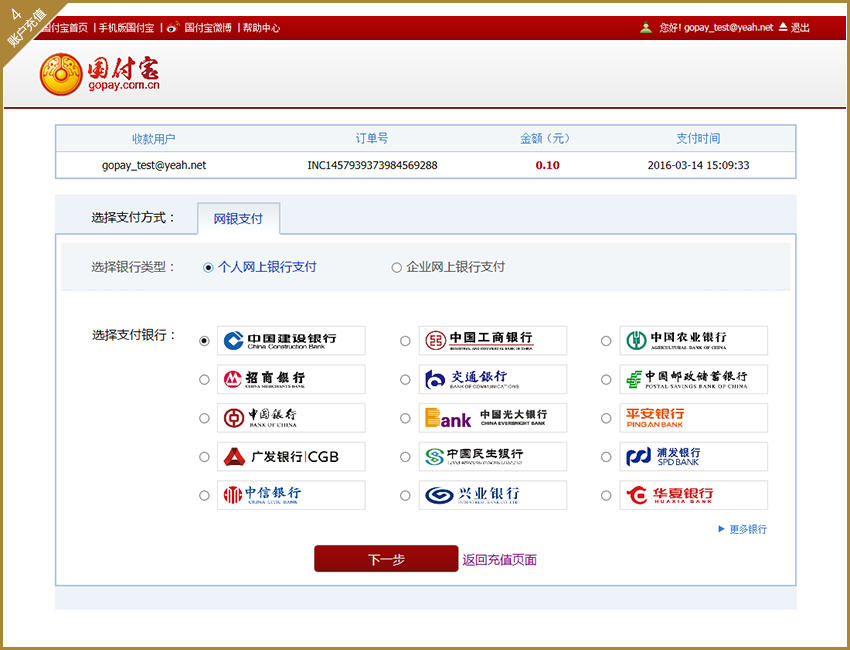 4
账户充值
国付宝首页 | 手机版国付宝 | 国付宝微博 | 帮助中心
您好! gopay_test@yeah.net 退出
国付宝
gopay.com.cn
收款用户 订单号 金额（元） 支付时间
gopay_test@yeah.net INC1457939373984569288 0.10 2016-03-14 15:09:33
选择支付方式： 网银支付
选择银行类型： 个人网上银行支付 企业网上银行支付
选择支付银行：
中国建设银行 中国工商银行 中国农业银行
China Construction Bank INDUSTRIAL AND COMMERCIAL BANK OF CHINA AGRICULTURAL BANK OF CHINA
招商银行 交通银行 中国邮政储蓄银行
CHINA MERCHANTS BANK BANK OF COMMUNICATIONS POSTAL SAVINGS BANK OF CHINA
中国银行 Bank 中国光大银行 平安银行
BANK OF CHINA CHINA EVERBRIGHT BANK PING AN BANK
广发银行|CGB 中国民生银行 浦发银行
SPD BANK
中信银行 兴业银行 华夏银行
CHINA CITIC BANK INDUSTRIAL BANK CO.,LTD HUAXIA BANK
更多银行
下一步 返回充值页面